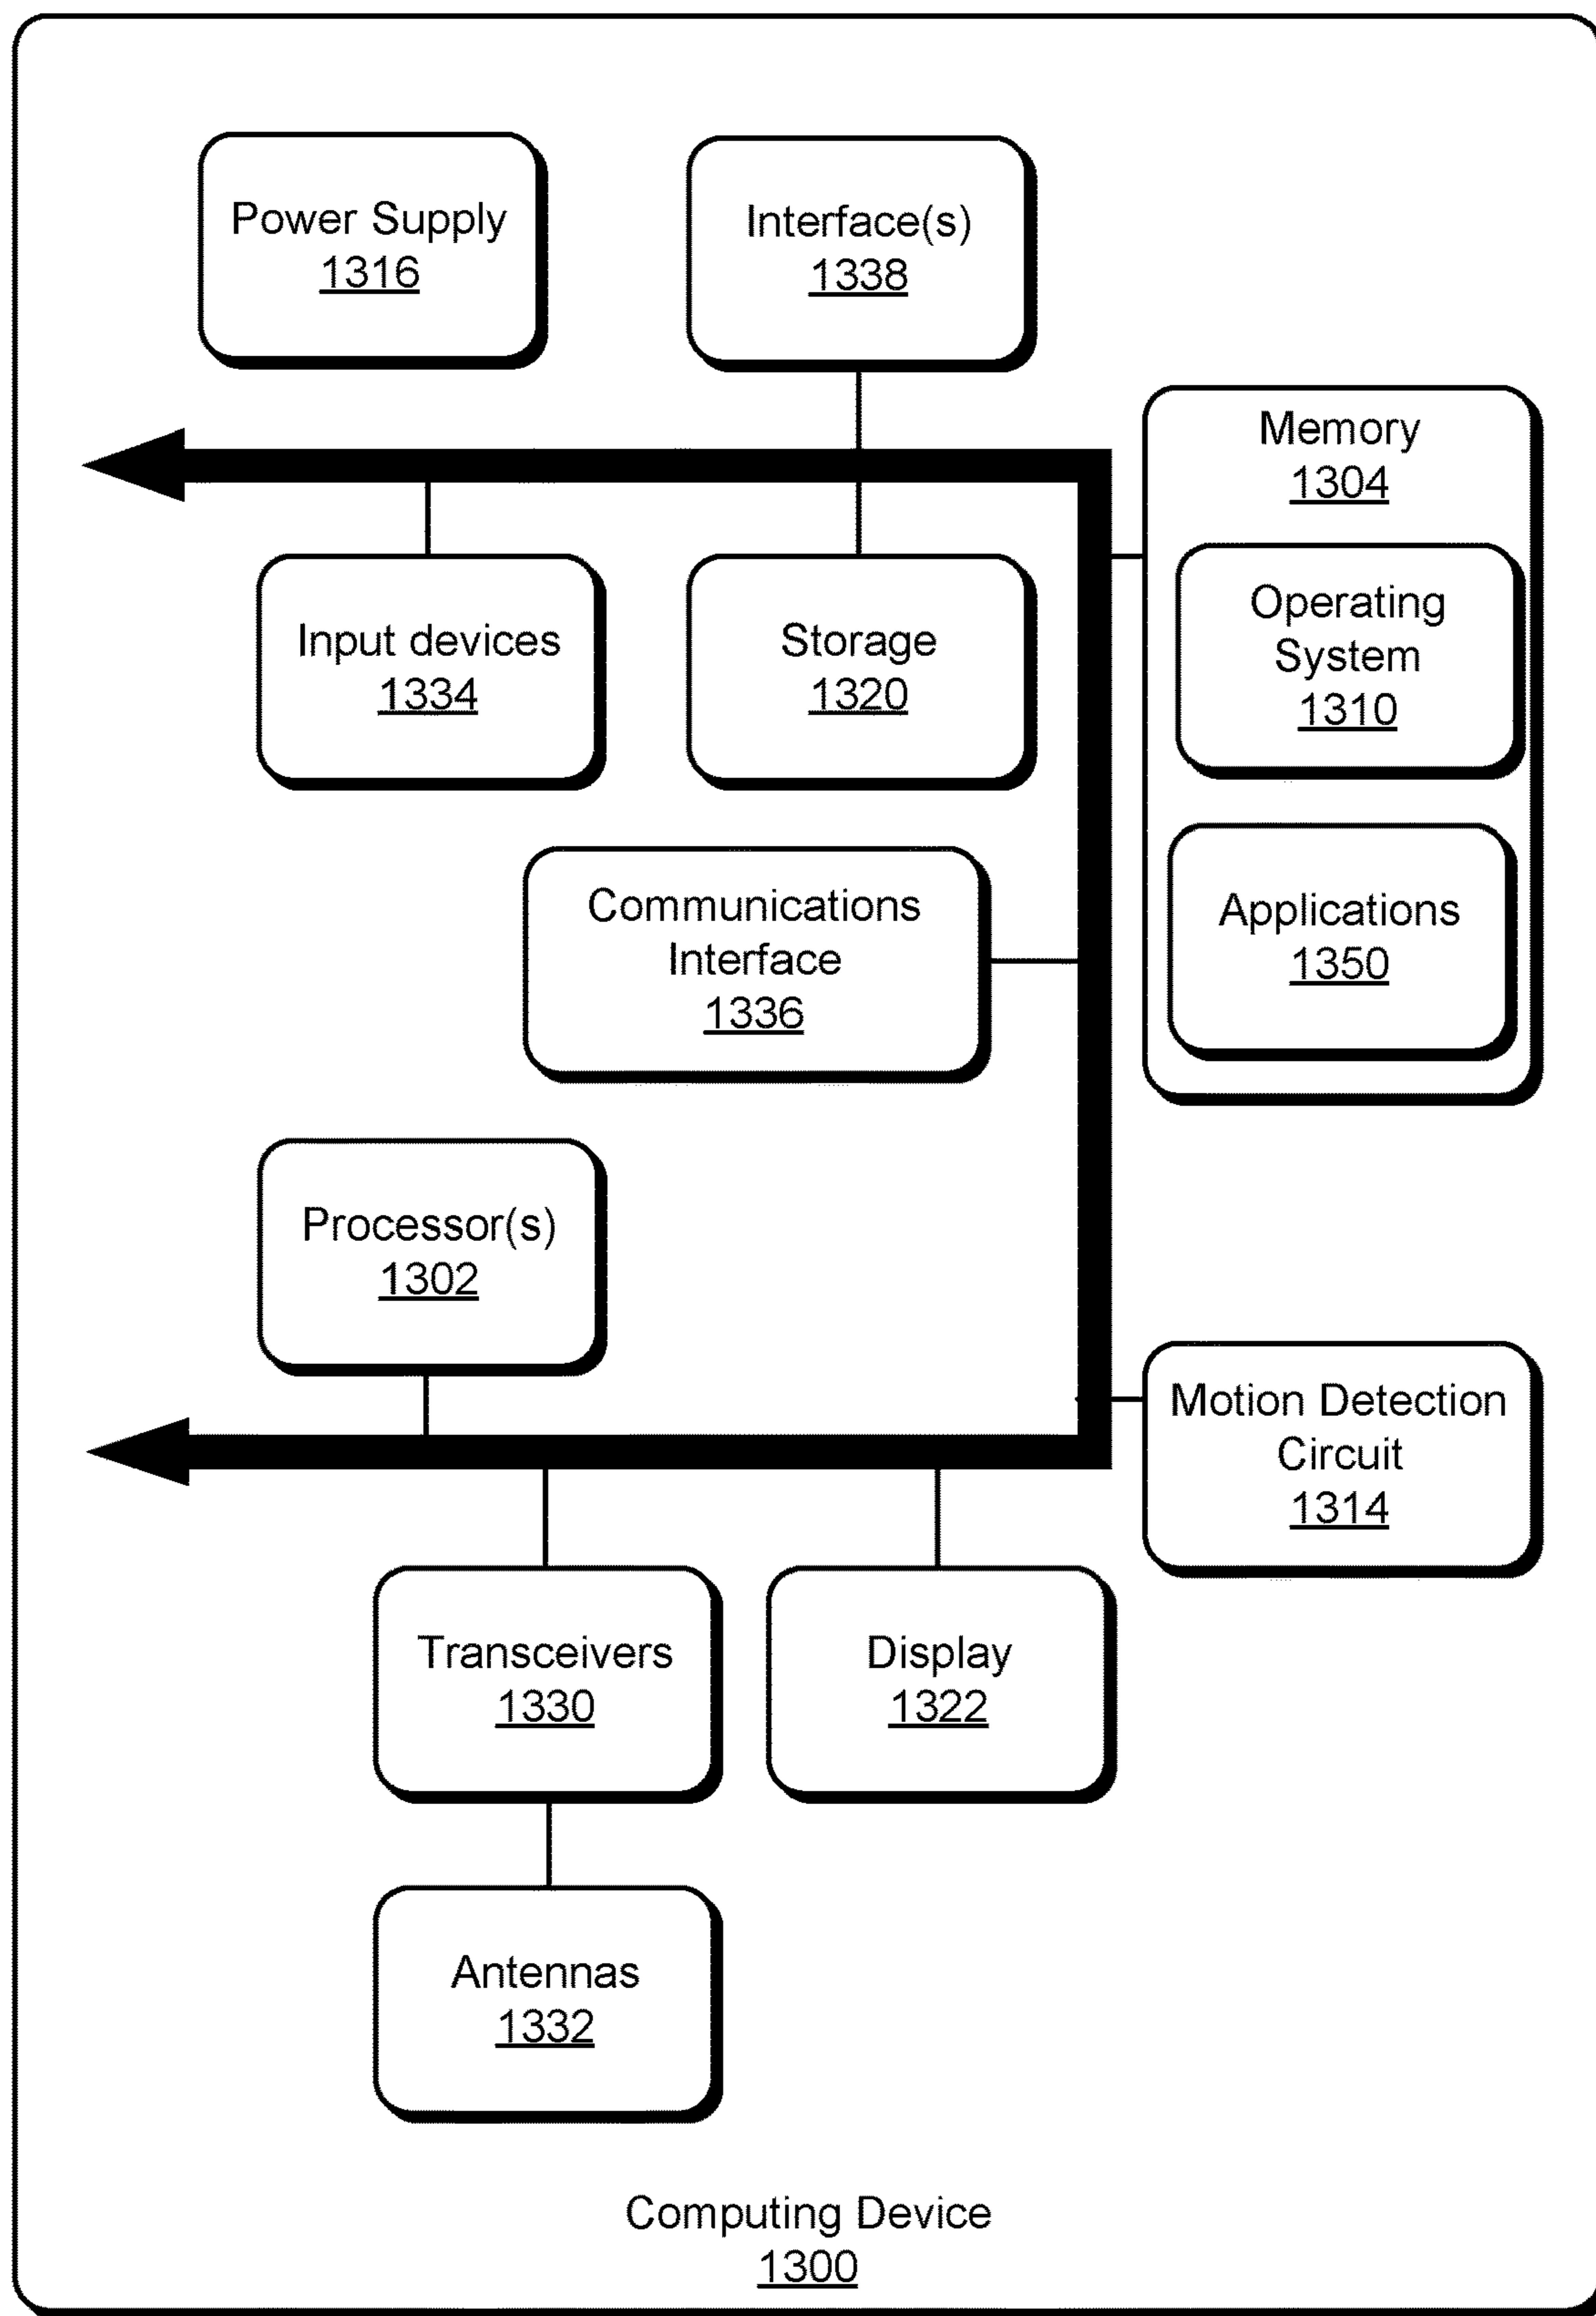 Power Supply
1316
Interface(s)
1338
Memory
1304
Operating
System
1310
Applications
1350
Input devices
1334
Storage
1320
Communications
Interface
1336
Processor(s)
1302
Motion Detection
Circuit
1314
Transceivers
1330
Display
1322
Antennas
1332
Computing Device
1300